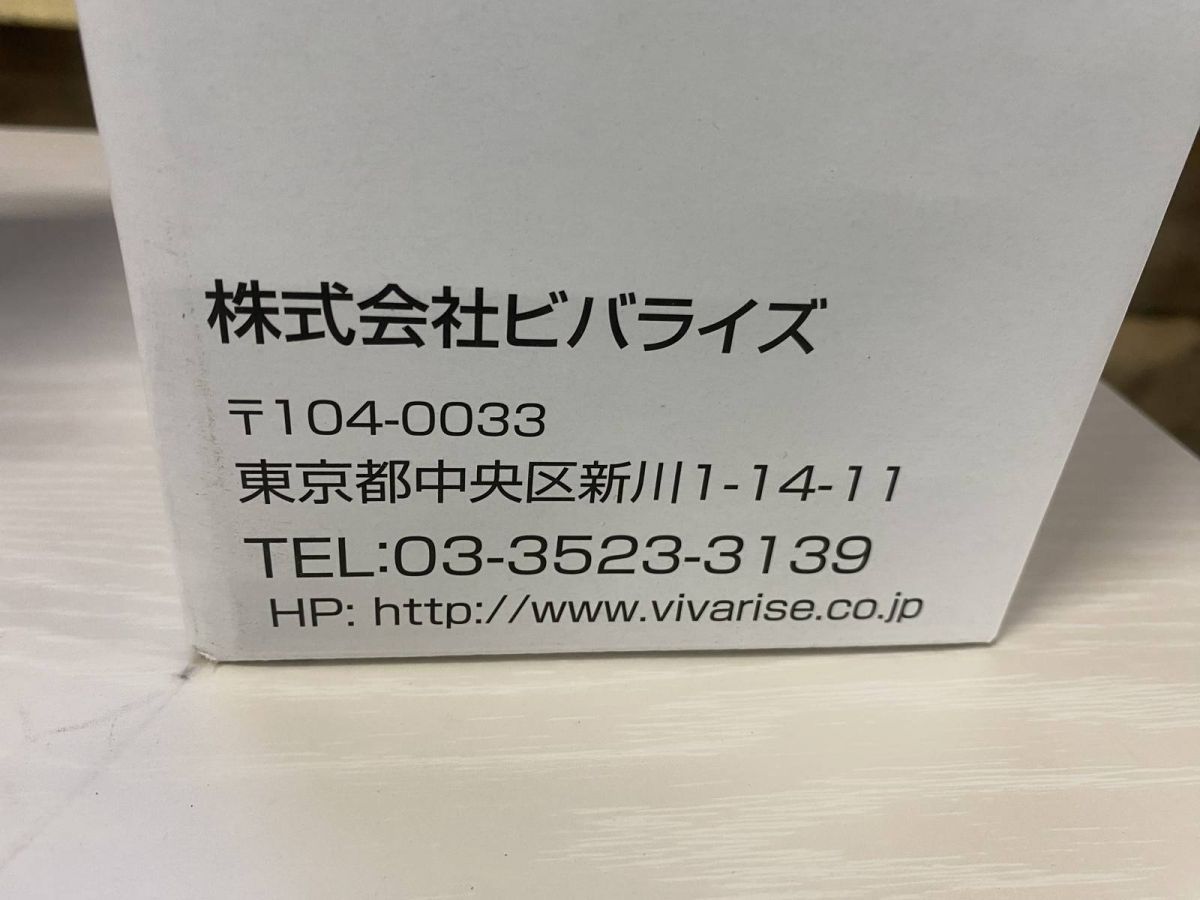 株式会社ビバライズ
〒104-0033
東京都中央区新川1-14-11
TEL:03-3523-3139
HP: http://www.vivarise.co.jp